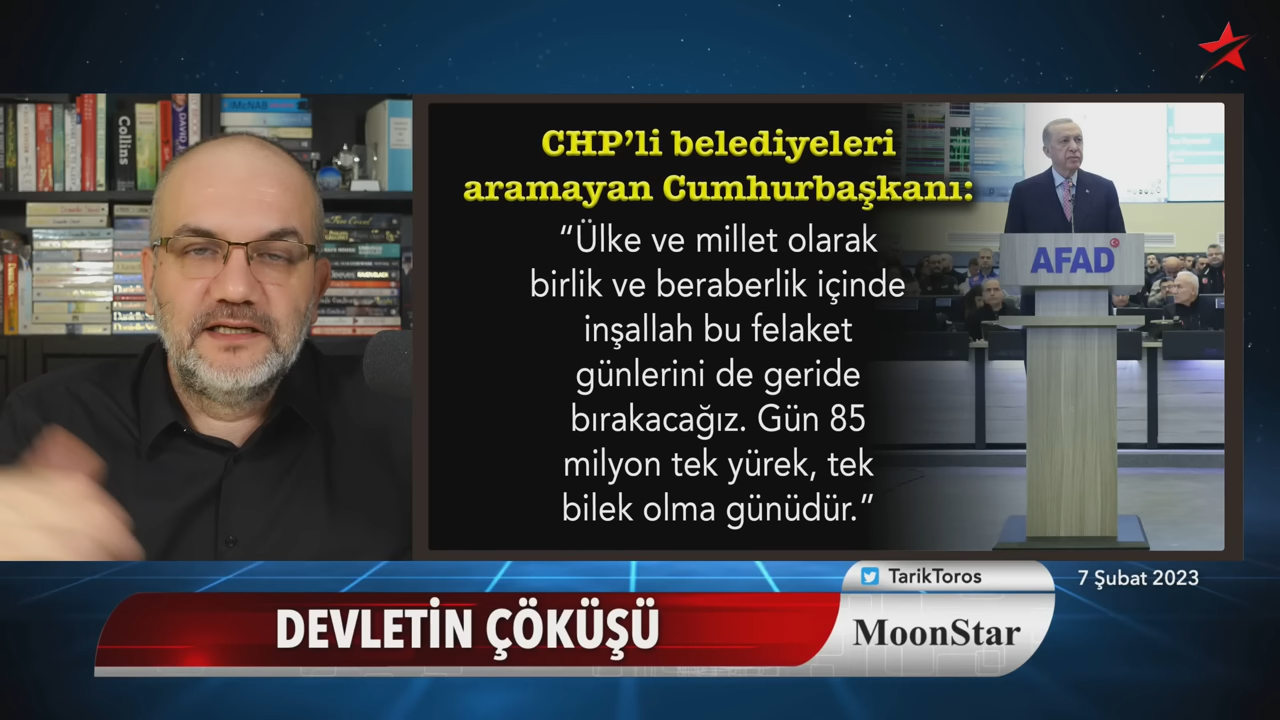 CHP’li belediyeleri
aramayan Cumhurbaşkanı:
“Ülke ve millet olarak
birlik ve beraberlik içinde
inşallah bu felaket
günlerini de geride
bırakacağız. Gün 85
milyon tek yürek, tek
bilek olma günüdür.”
AFAD
Collins
TarikToros
7 Şubat 2023
DEVLETİN ÇÖKÜŞÜ
MoonStar